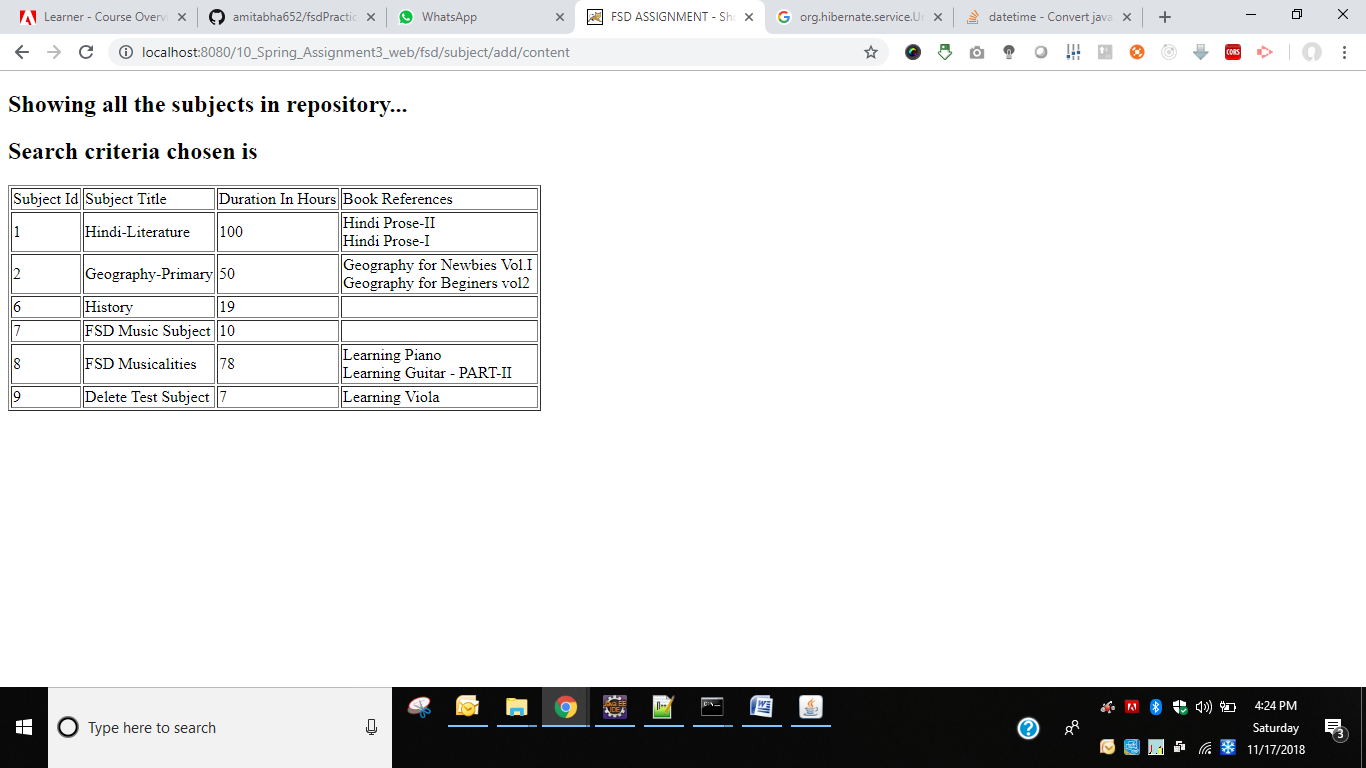 Learner - Course Overv
amitabha652/fsdPractic
WhatsApp
FSD ASSIGNMENT - Sho
org.hibernate.service.Un
datetime - Convert java
localhost:8080/10_Spring_Assignment3_web/fsd/subject/add/content
CORS
Showing all the subjects in repository...
Search criteria chosen is
Subject Id Subject Title Duration In Hours Book References
1 Hindi-Literature 100 Hindi Prose-II
Hindi Prose-I
2 Geography-Primary 50 Geography for Newbies Vol.I
Geography for Beginers vol2
6 History 19
7 FSD Music Subject 10
8 FSD Musicalities 78 Learning Piano
Learning Guitar - PART-II
9 Delete Test Subject 7 Learning Viola
Type here to search
4:24 PM
Saturday
11/17/2018
3